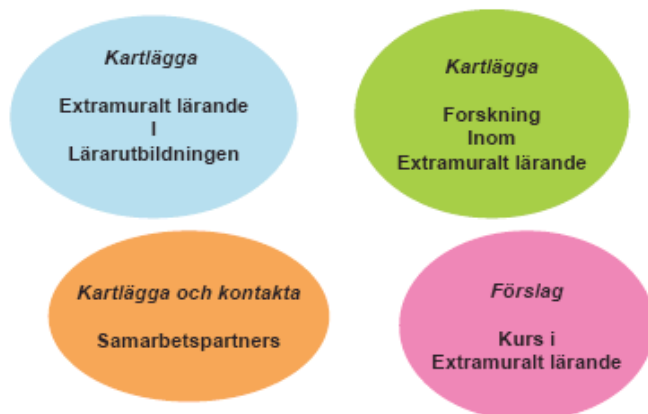 Kartlägga
Extramuralt lärande
I
Lärarutbildningen
Kartlägga
Forskning
Inom
Extramuralt lärande
Kartlägga och kontakta
Samarbetspartners
Förslag
Kurs i
Extramuralt lärande